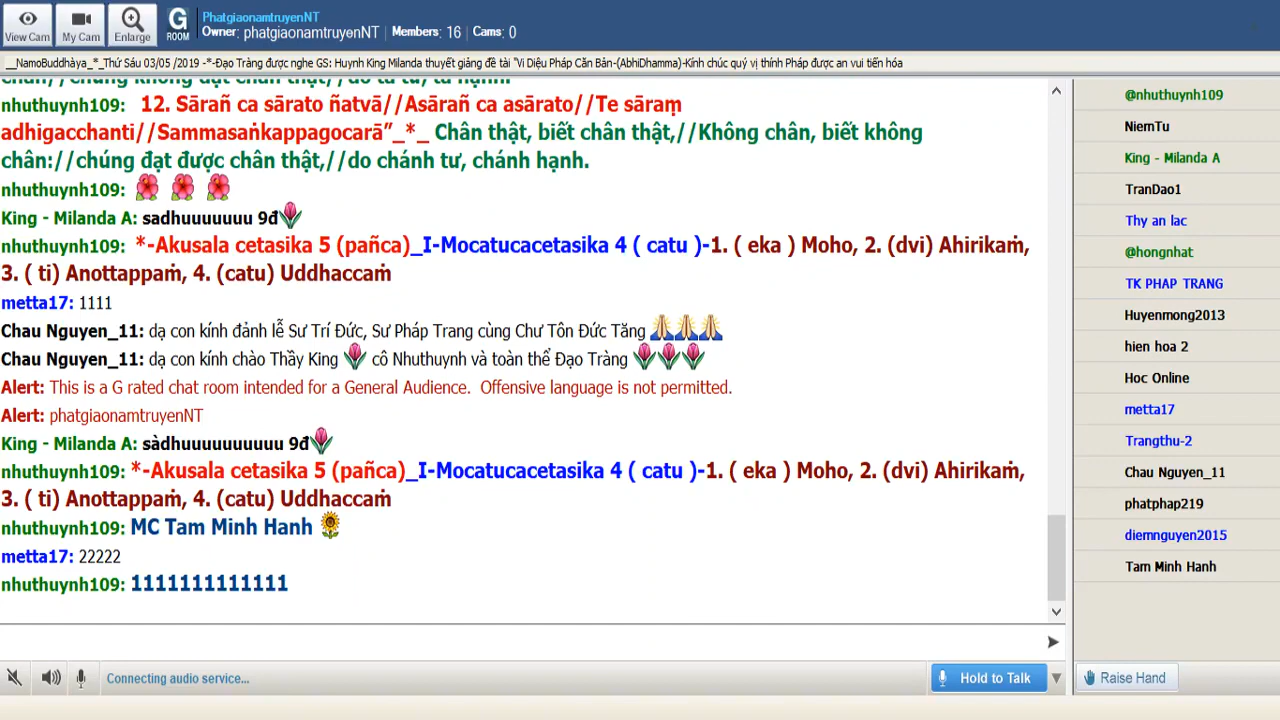 View Cam
My Cam
Enlarge
G
ROOM
PhatgiaonamtruyenNT
Owner: phatgiaonamtruyenNT Members: 16 Cams: 0
__NamoBuddhàya_*_Thứ Sáu 03/05 /2019 -*-Đạo Tràng được nghe GS: Huynh King Milanda thuyết giảng đề tài "Vi Diệu Pháp Căn Bản-(AbhiDhamma)-Kính chúc quý vị thính Pháp được an vui tiến hóa
chân//chúng không đạt chân thật//do tà tư, tà hạnh.
nhuthuynh109: 12. Sārañ ca sārato ñatvā//Asārañ ca asārato//Te sāraṃ
adhigacchanti//Sammasaṅkappagocarā”_*_ Chân thật, biết chân thật,//Không chân, biết không
chân://chúng đạt được chân thật,//do chánh tư, chánh hạnh.
nhuthuynh109:
King - Milanda A: sadhuuuuuuu 9đ
nhuthuynh109: *-Akusala cetasika 5 (pañca)_I-Mocatucacetasika 4 ( catu )-1. ( eka ) Moho, 2. (dvi) Ahirikaṁ,
3. ( ti) Anottappaṁ, 4. (catu) Uddhaccaṁ
metta17: 1111
Chau Nguyen_11: dạ con kính đảnh lễ Sư Trí Đức, Sư Pháp Trang cùng Chư Tôn Đức Tăng
Chau Nguyen_11: dạ con kính chào Thầy King cô Nhuthuynh và toàn thể Đạo Tràng
Alert: This is a G rated chat room intended for a General Audience. Offensive language is not permitted.
Alert: phatgiaonamtruyenNT
King - Milanda A: sàdhuuuuuuuuuu 9đ
nhuthuynh109: *-Akusala cetasika 5 (pañca)_I-Mocatucacetasika 4 ( catu )-1. ( eka ) Moho, 2. (dvi) Ahirikaṁ,
3. ( ti) Anottappaṁ, 4. (catu) Uddhaccaṁ
nhuthuynh109: MC Tam Minh Hanh
metta17: 22222
nhuthuynh109: 1111111111111
@nhuthuynh109
NiemTu
King - Milanda A
TranDao1
Thy an lac
@hongnhat
TK PHAP TRANG
Huyenmong2013
hien hoa 2
Hoc Online
metta17
Trangthu-2
Chau Nguyen_11
phatphap219
diemnguyen2015
Tam Minh Hanh
Connecting audio service...
Hold to Talk
Raise Hand